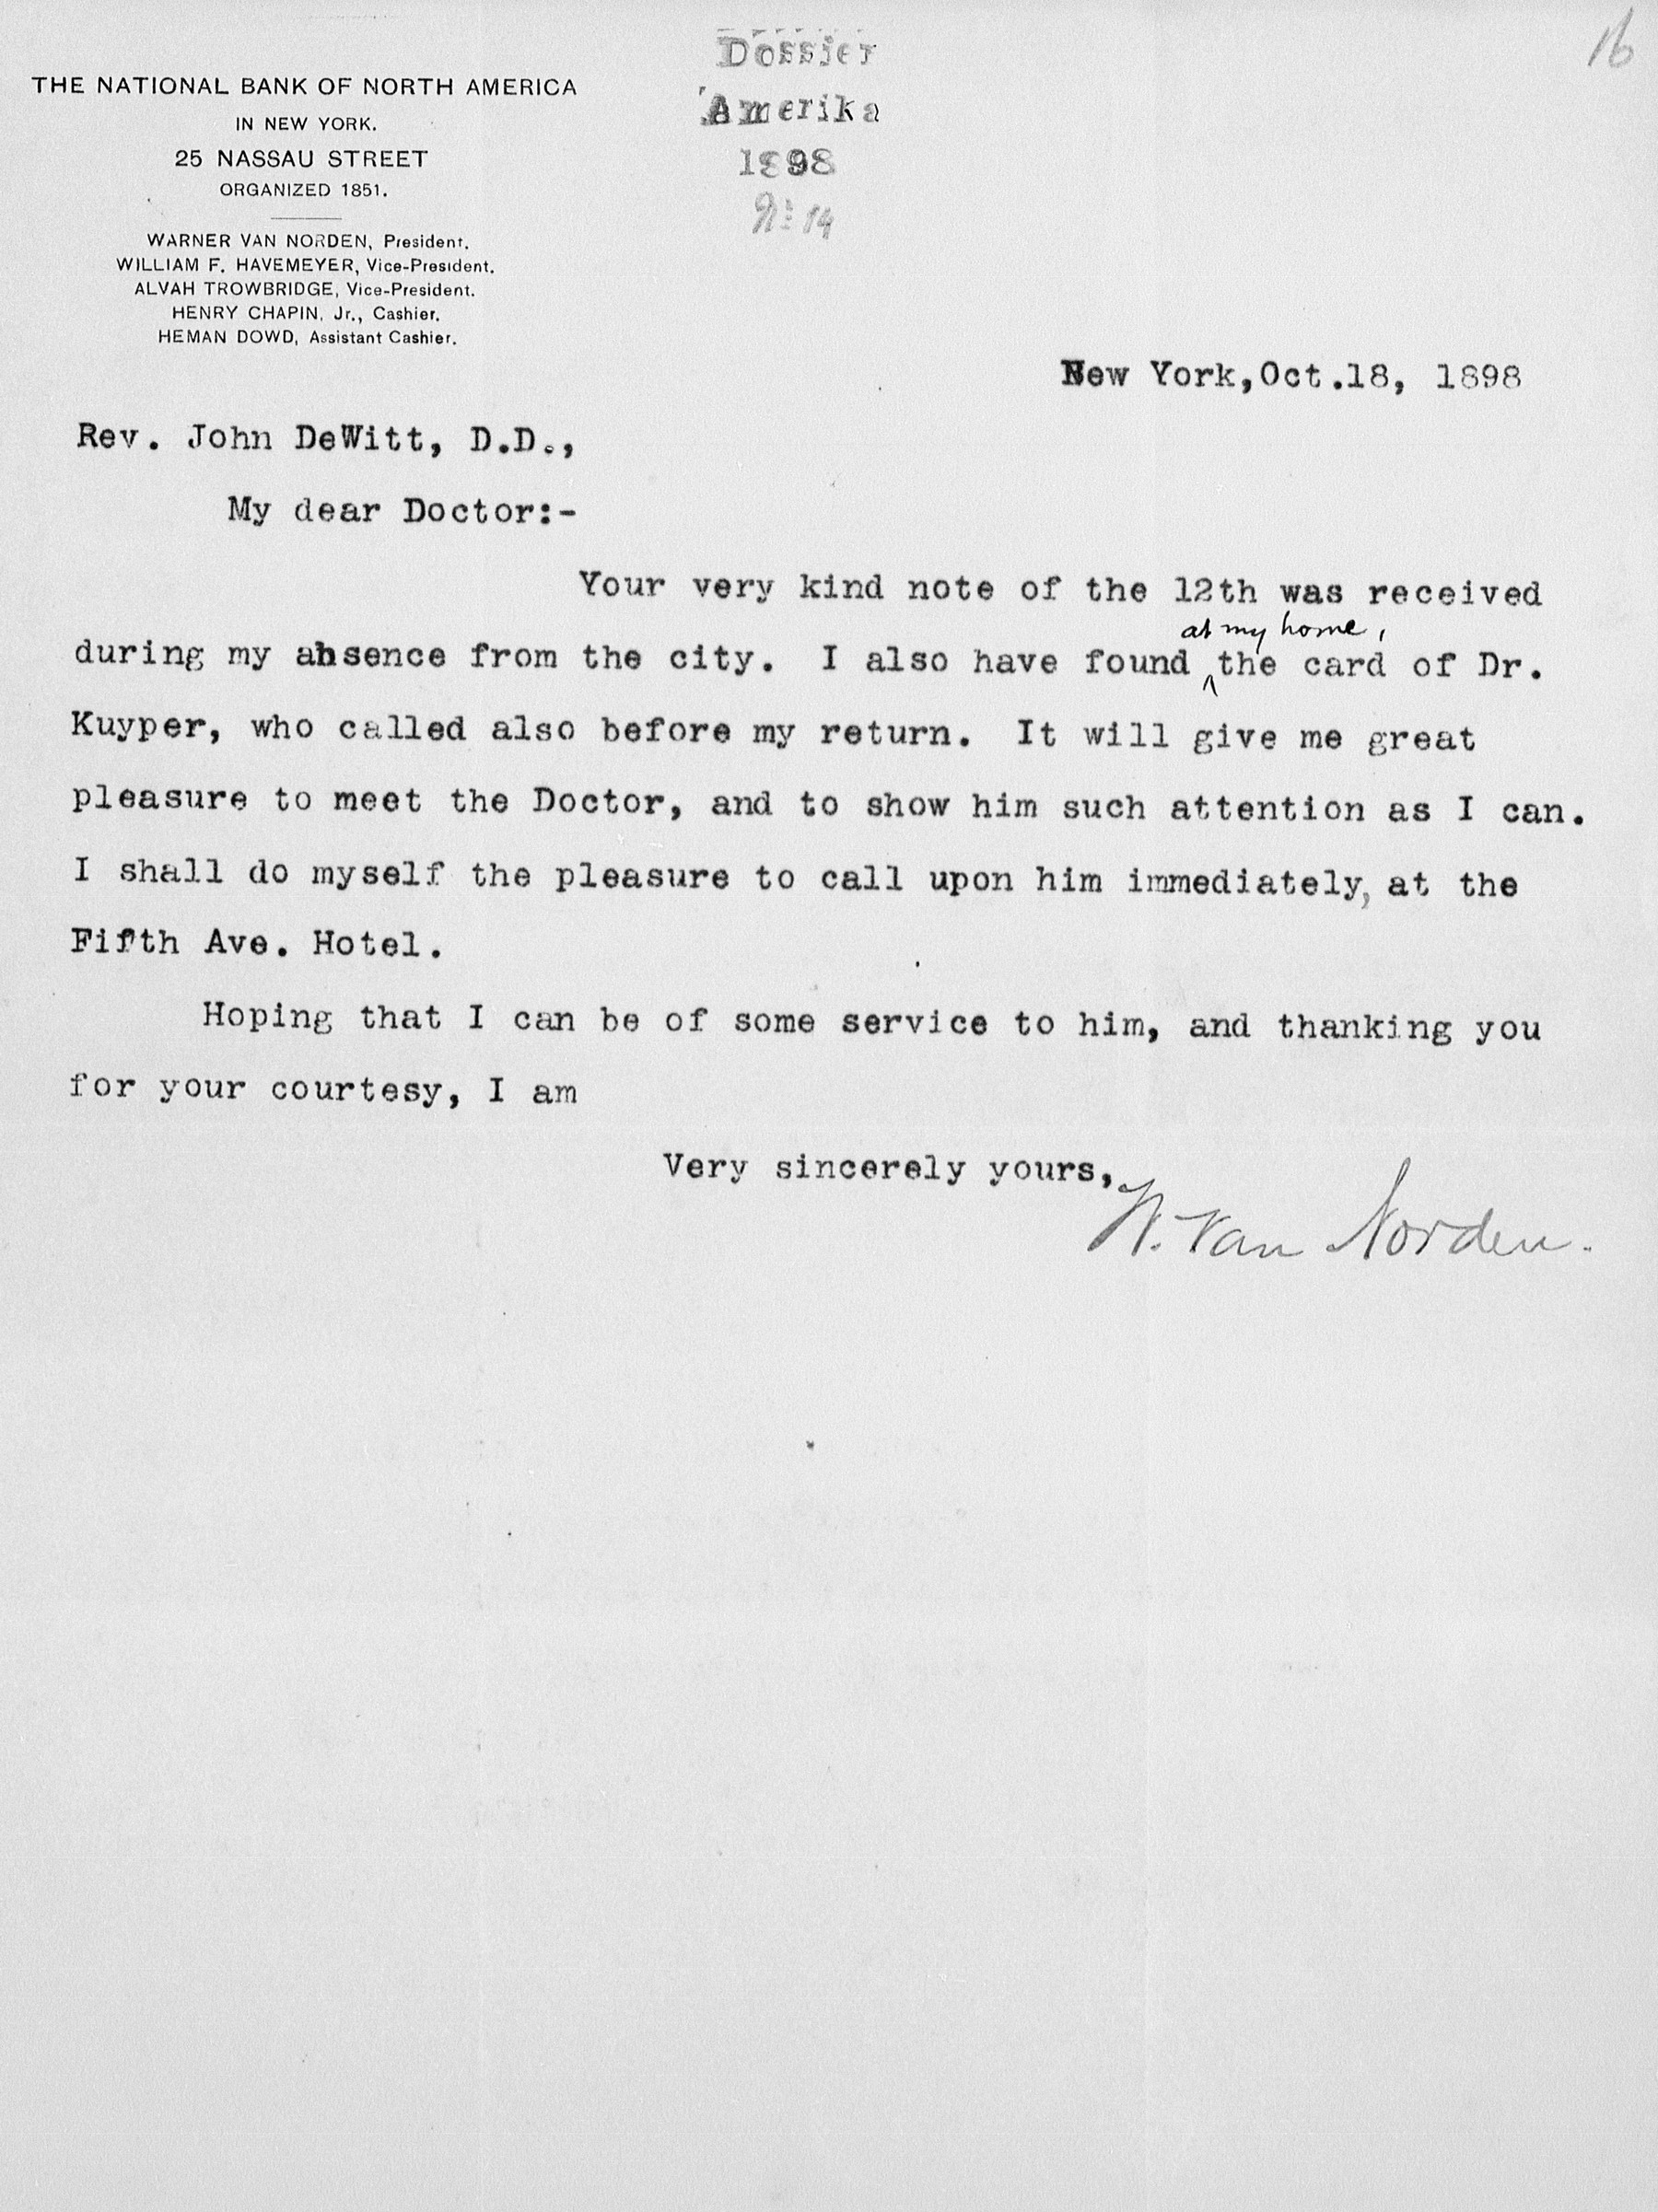 16
Dossier
Amerika
1898
No 14
THE NATIONAL BANK OF NORTH AMERICA
IN NEW YORK.
25 NASSAU STREET
ORGANIZED 1851.
WARNER VAN NORDEN, President.
WILLIAM F. HAVEMEYER, Vice-President.
ALVAH TROWBRIDGE, Vice-President.
HENRY CHAPIN, Jr., Cashier.
HEMAN DOWD, Assistant Cashier.
New York,Oct.18, 1898
Rev. John DeWitt, D.D.,
My dear Doctor:-
Your very kind note of the 12th was received
at my home,
during my absence from the city. I also have found the card of Dr.
Kuyper, who called also before my return. It will give me great
pleasure to meet the Doctor, and to show him such attention as I can.
I shall do myself the pleasure to call upon him immediately, at the
Fifth Ave. Hotel.
Hoping that I can be of some service to him, and thanking you
for your courtesy, I am
Very sincerely yours,
W. Van Norden.